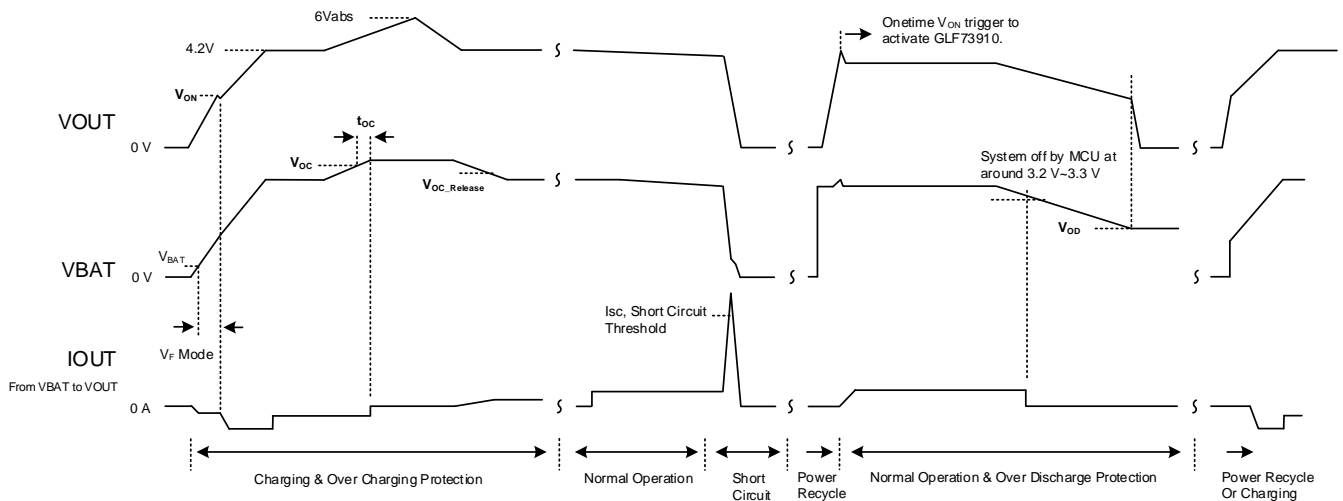 6Vabs
Onetime VON trigger to
activate GLF73910.
4.2V
VON
VOUT
tOC
0 V
VOC
System off by MCU at
around 3.2 V~3.3 V
VOC_Release
VOD
VBAT
VBAT
0 V
Isc, Short Circuit
Threshold
VF Mode
IOUT
From VBAT to VOUT
0 A
Charging & Over Charging Protection
Normal Operation
Short
Circuit
Power
Recycle
Normal Operation & Over Discharge Protection
Power Recycle
Or Charging